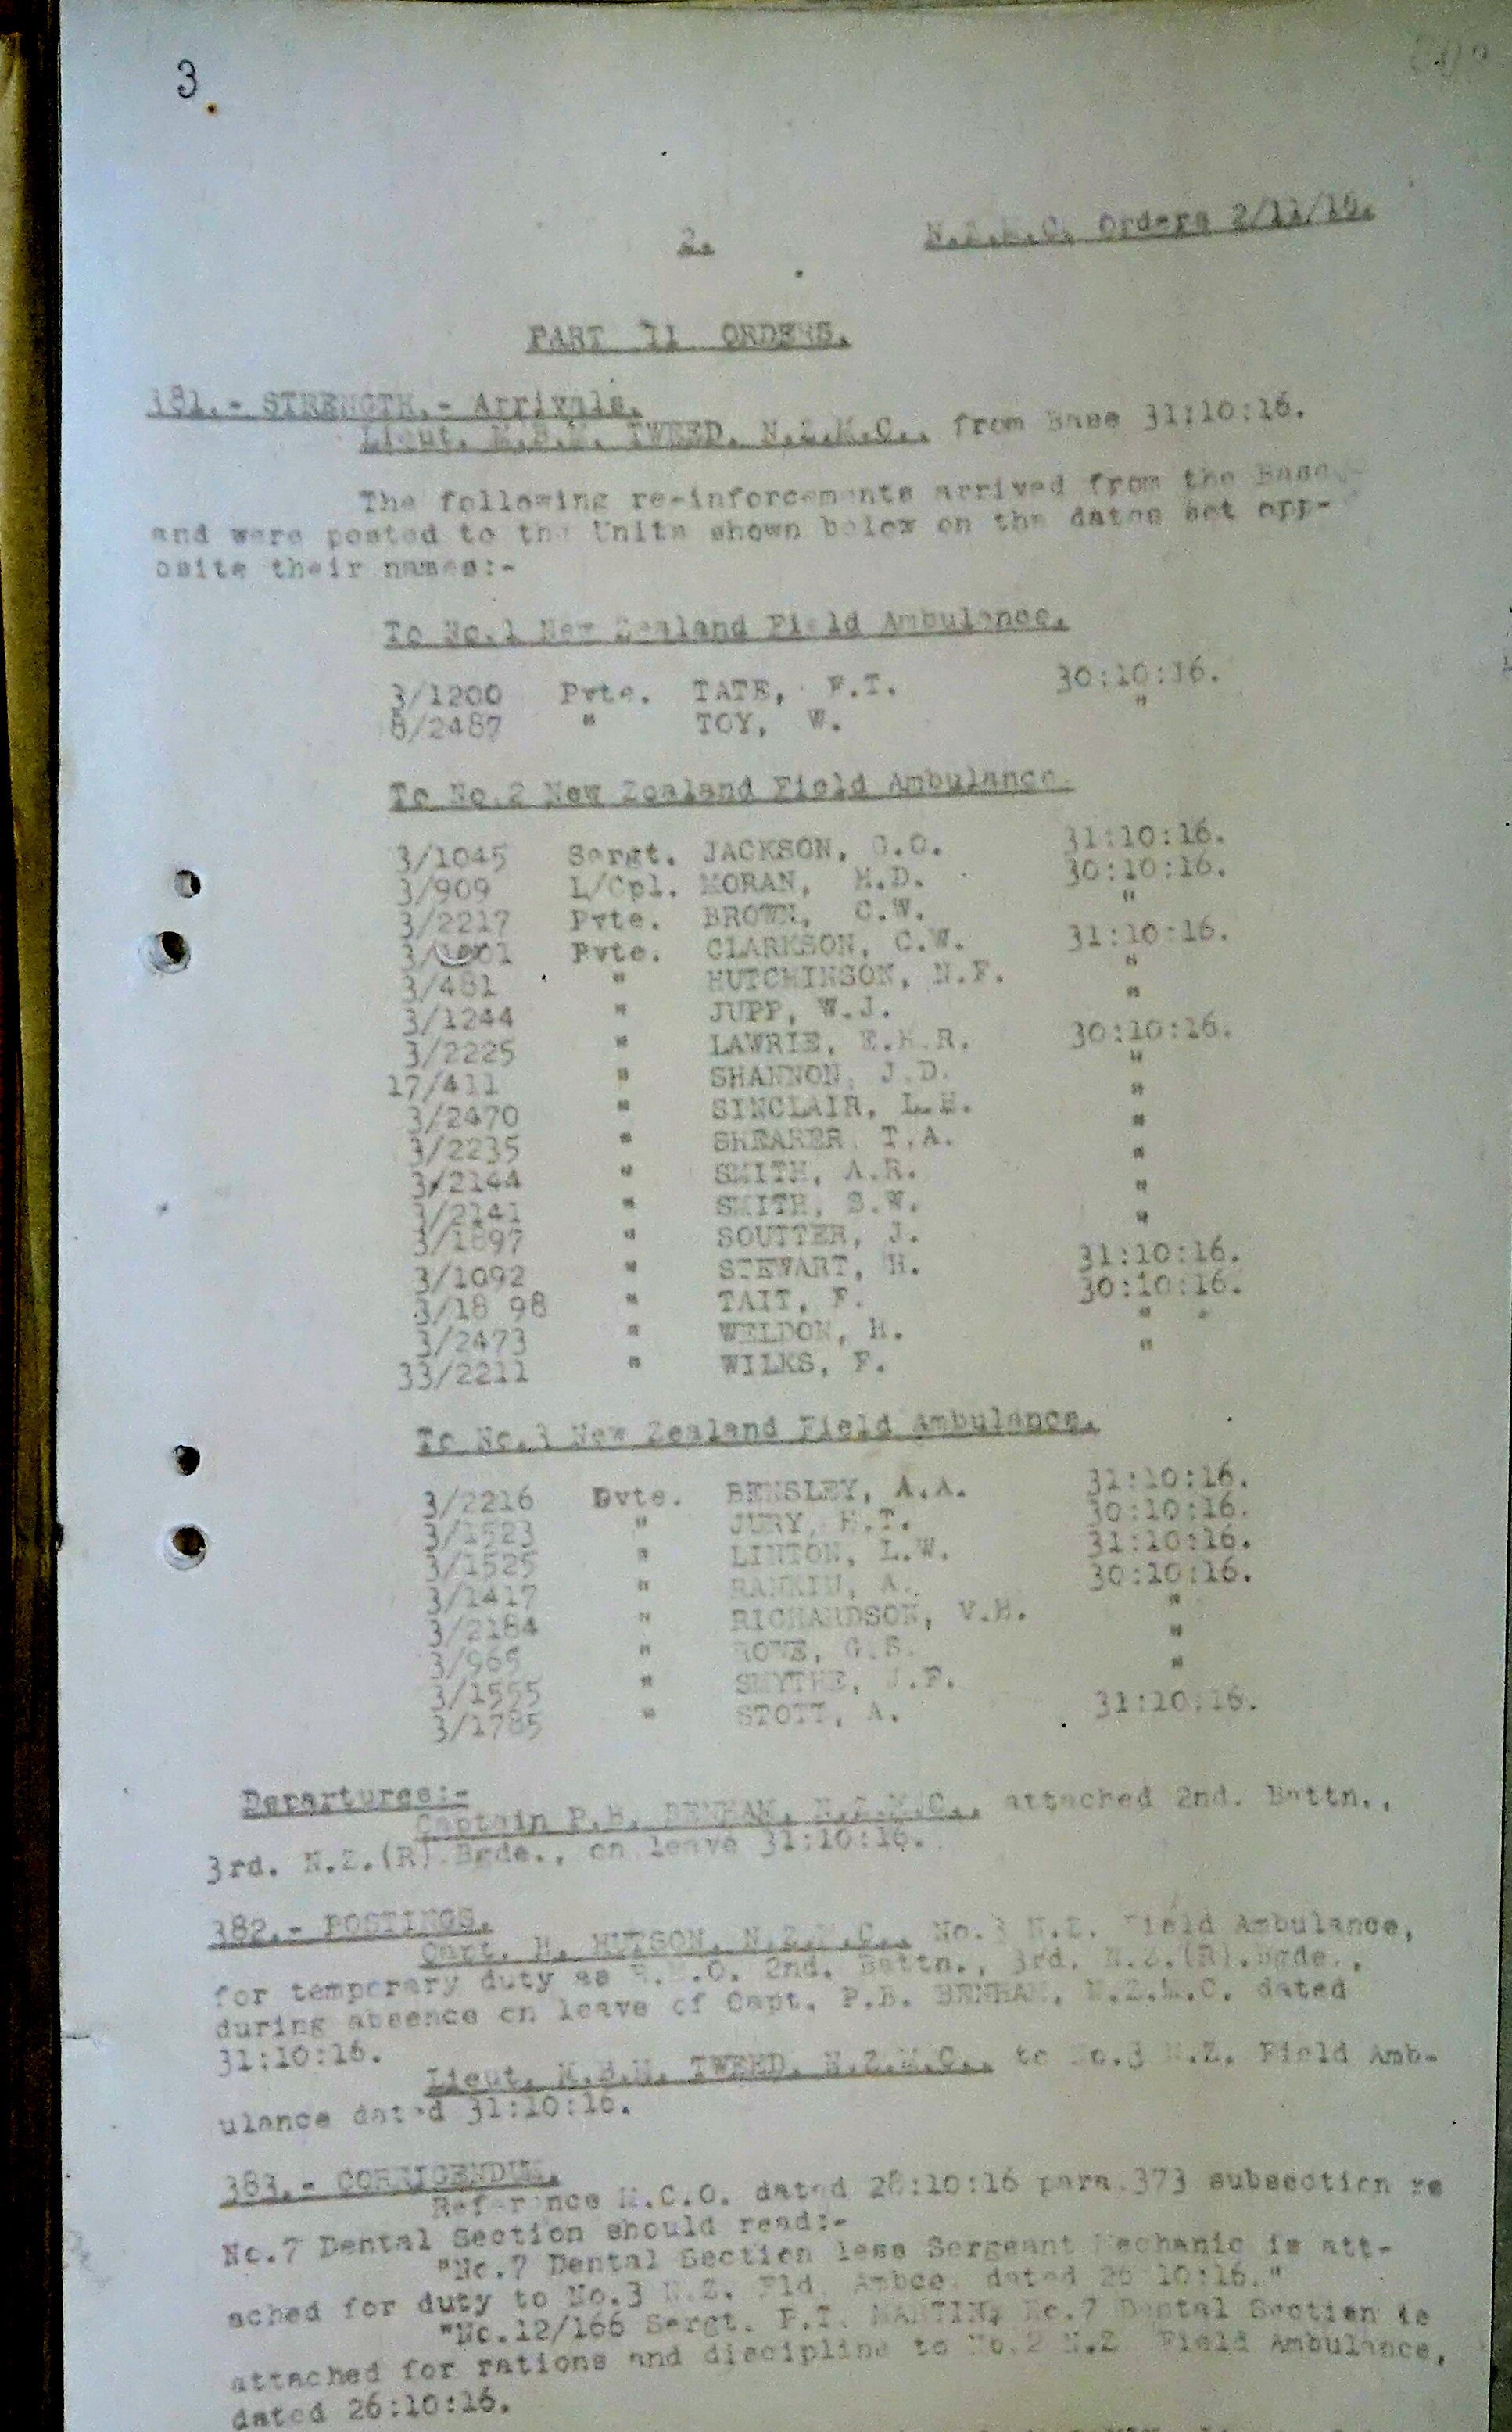 3
2.
N.Z.M.C. Orders 2/11/16.
PART 11 ORDERS.
381.- STRENGTH.- Arrivals.
Lieut. M.B.M. TWEED. N.Z.M.C., from Base 31:10:16.
The following re-inforcements arrived from the Base
and were posted to the Units shown below on the dates set opp-
osite their names:-
To No.1 New Zealand Field Ambulance.
3/1200 Pvte. TATE, F.T. 30:10:16.
8/2487 " TOY, W. "
To No.2 New Zealand Field Ambulance.
3/1045 Sergt. JACKSON, O. 31:10:16.
3/909 L/Cpl. MORAN, H.D. 30:10:16.
3/2217 Pvte. BROWN, C.W. "
Pvte. CLARKSON, C.W. 31:10:16.
3/481 " HUTCHINSON, N.F. "
3/1244 " JUPP, W.J. "
3/2225 " LAWRIE, 30:10:16.
17/411 " SHANNON, J.D. "
3/2470 " SINCLAIR, L.H. "
3/2235 " SHEARER, T.A. "
3/2144 " SMITH, A.R. "
3/2141 " SMITH, S.W. "
3/1897 " SOUTTER, J. "
3/1092 " STEWART, H. 31:10:16.
3/18 98 " TAIT, F. 30:10:16.
3/2473 " WELDON, H. "
33/2211 " WILKS, F. "
To No.3 New Zealand Field Ambulance.
3/2216 Pvte. BENSLEY, A.A. 31:10:16.
3/1523 " JURY, H.T. 30:10:16.
3/1525 " LINTON, L.W. 31:10:16.
3/1417 " RANKIN, A. 30:10:16.
3/2184 " RICHARDSON, V.H. "
3/965 " ROWE, G.S. "
3/1555 " SMYTHE, J.F. "
3/1785 " STOTT, A. 31:10:16.
Departures:-
Captain P.B. BENHAM, N.Z.M.C., attached 2nd. Battn.,
3rd. N.Z.(R).Bgde., on leave 31:10:16.
382.- POSTINGS.
Capt. H. HUTSON, N.Z.M.C., No.3 N.Z. Field Ambulance,
for temporary duty as R.M.O. 2nd. Battn., 3rd. N.Z.(R).Bgde.,
during absence on leave of Capt. P.B. BENHAM, N.Z.M.C. dated
31:10:16.
Lieut. M.B.M. TWEED. N.Z.M.C., to No.3 N.Z. Field Amb-
ulance dated 31:10:16.
383.- CORRIGENDUM.
Reference M.C.O. dated 28:10:16 para.373 subsection re
No.7 Dental Section should read:-
"No.7 Dental Section less Sergeant Mechanic is att-
ached for duty to No.3 N.Z. Fld. Ambce. dated 26 10:16."
"No.12/166 Sergt. P.T. MARTIN, No.7 Dental Section is
attached for rations and discipline to No.2 N.Z Field Ambulance,
dated 26:10:16.